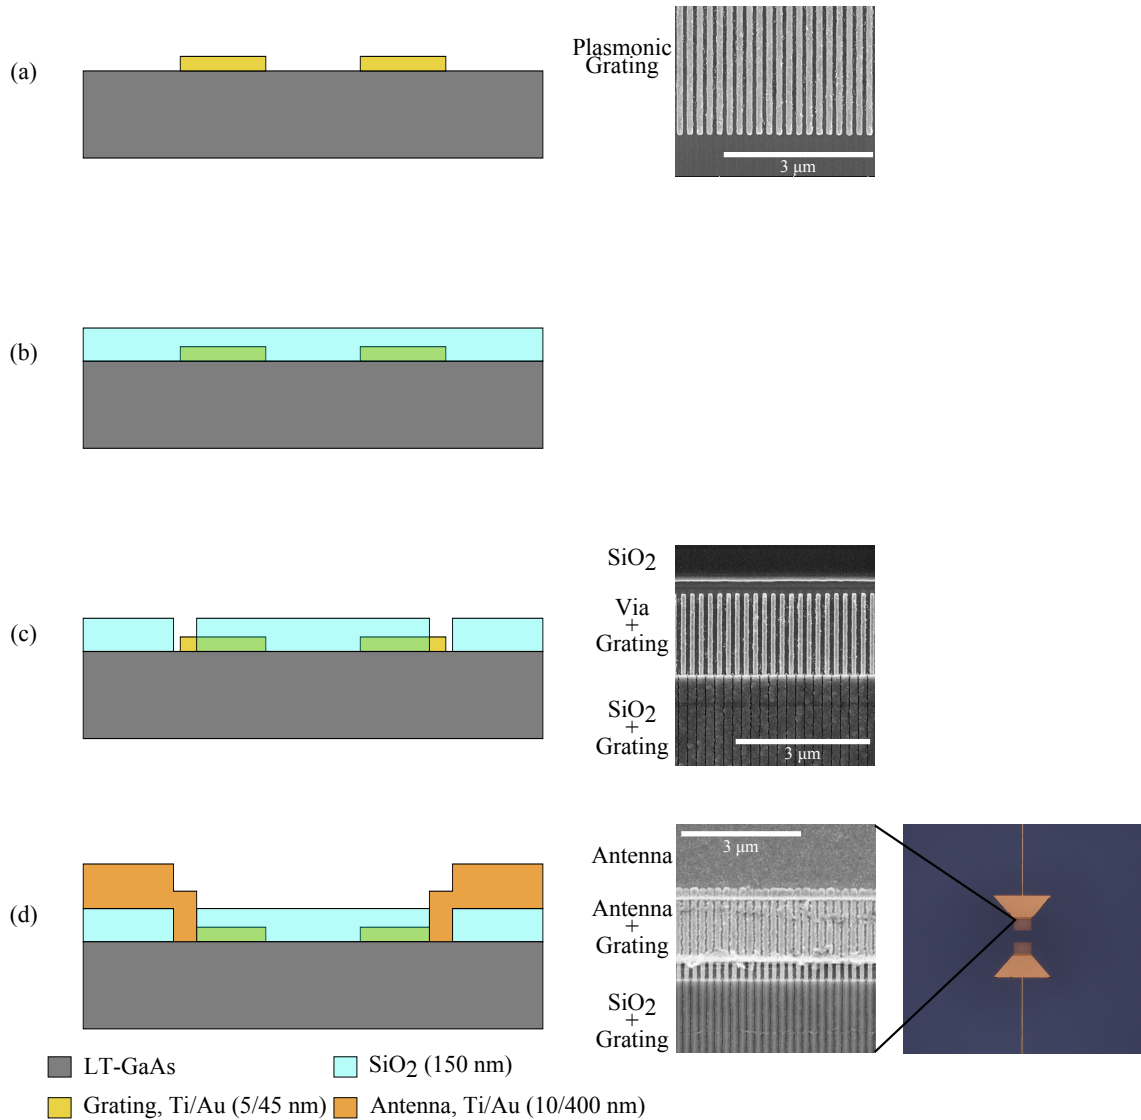 (a)
Plasmonic
Grating
3 μm
(b)
(c)
SiO2
Via
+
Grating
SiO2
+
Grating
3 μm
(d)
3 μm
Antenna
Antenna
+
Grating
SiO2
+
Grating
LT-GaAs
SiO2 (150 nm)
Grating, Ti/Au (5/45 nm)
Antenna, Ti/Au (10/400 nm)